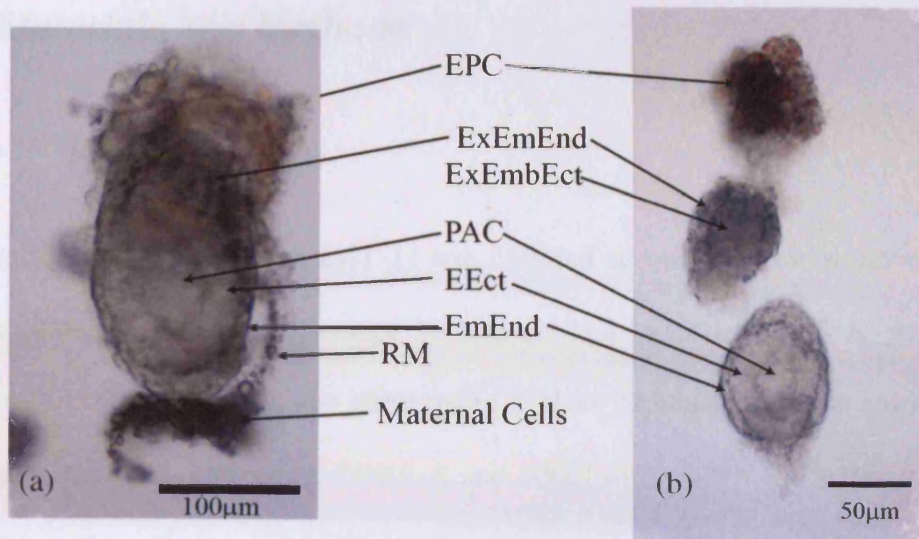 EPC
ExEmEnd
ExEmbEct
PAC
EEct
EmEnd
RM
Maternal Cells
(a)
100µm
(b)
50µm